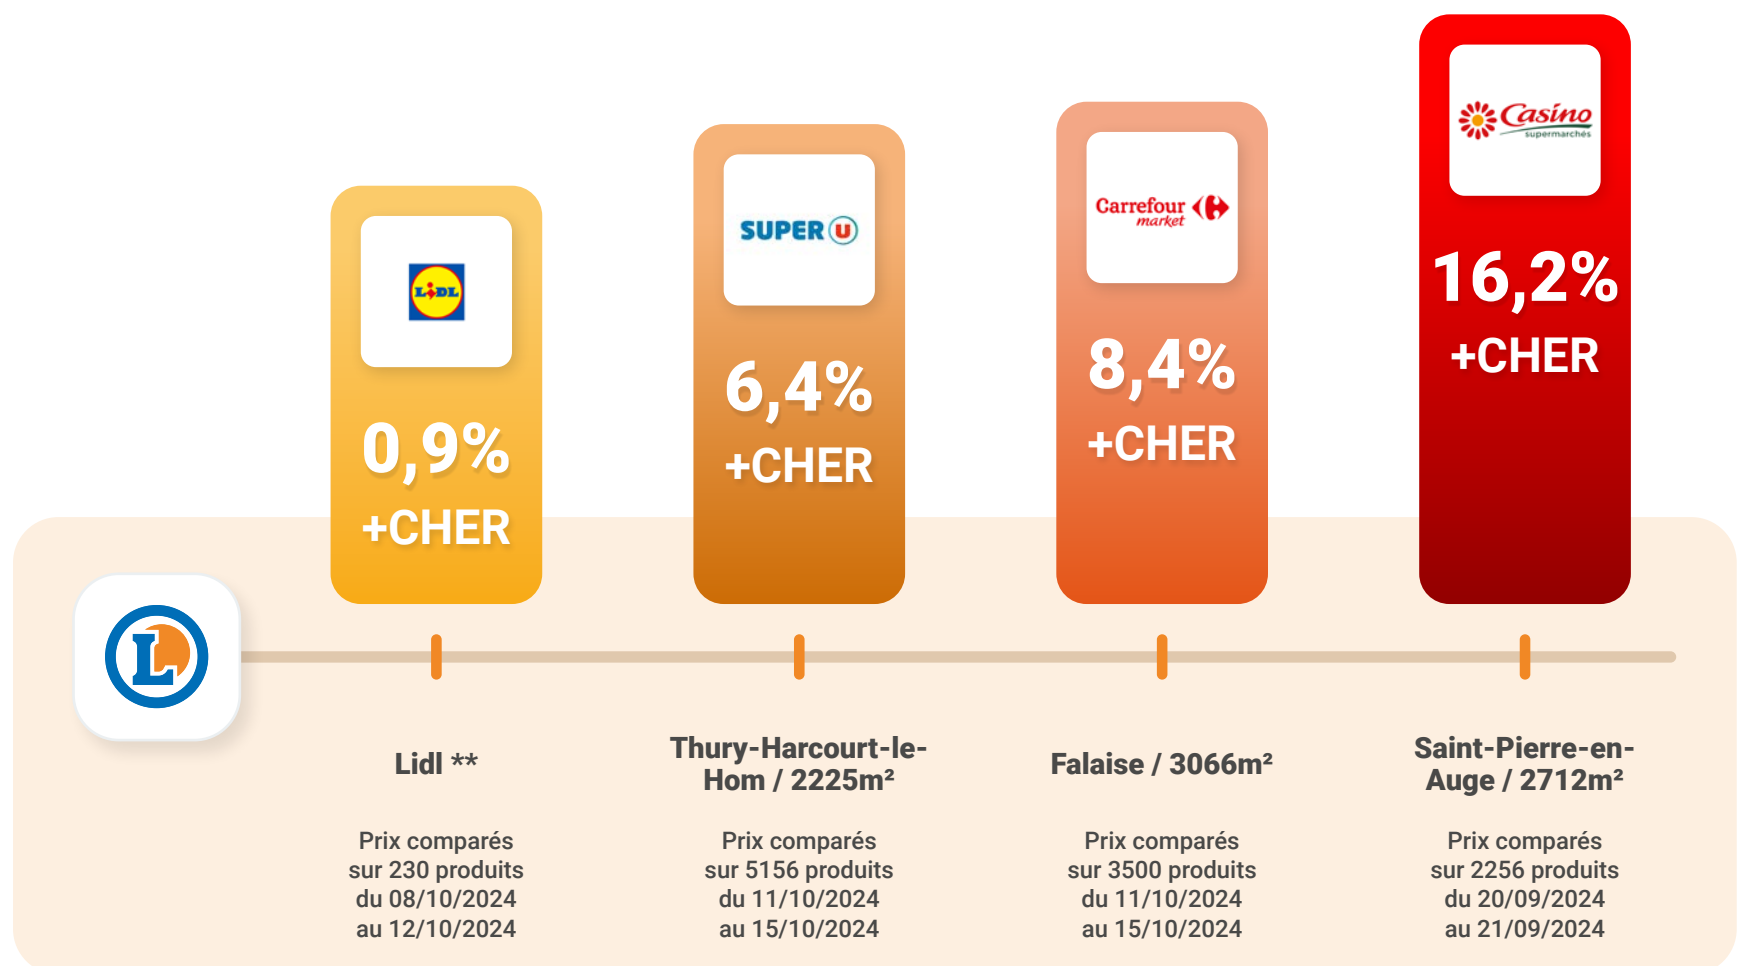 LiDL
0,9%
+CHER
SUPER U
6,4%
+CHER
Carrefour
market
8,4%
+CHER
Casino
supermarchés
16,2%
+CHER
L
Lidl **
Prix comparés
sur 230 produits
du 08/10/2024
au 12/10/2024
Thury-Harcourt-le-
Hom / 2225m²
Prix comparés
sur 5156 produits
du 11/10/2024
au 15/10/2024
Falaise / 3066m²
Prix comparés
sur 3500 produits
du 11/10/2024
au 15/10/2024
Saint-Pierre-en-
Auge / 2712m²
Prix comparés
sur 2256 produits
du 20/09/2024
au 21/09/2024